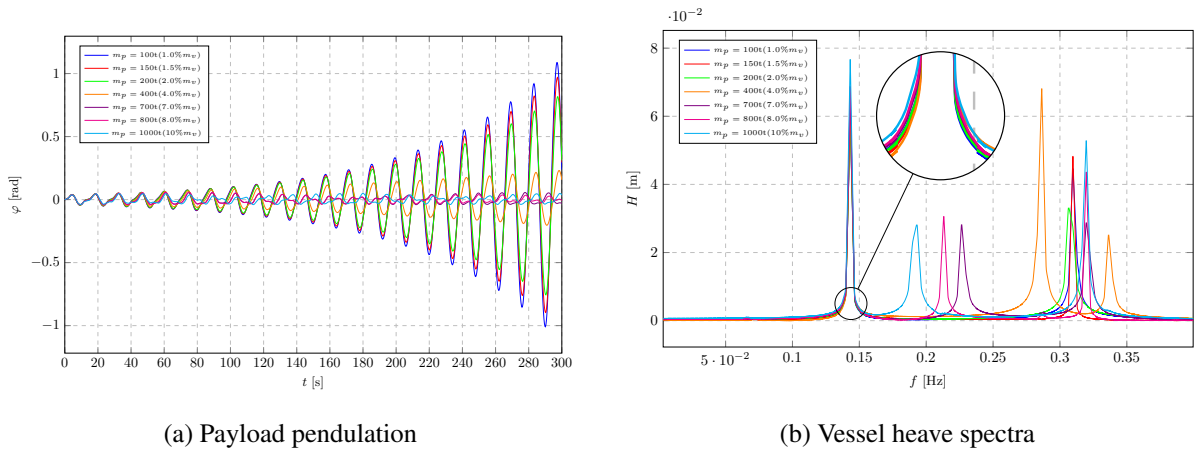 m_p = 100t(1.0%m_v)
m_p = 150t(1.5%m_v)
m_p = 200t(2.0%m_v)
m_p = 400t(4.0%m_v)
m_p = 700t(7.0%m_v)
m_p = 800t(8.0%m_v)
m_p = 1000t(10%m_v)
1
0.5
0
−0.5
−1
φ [rad]
0 20 40 60 80 100 120 140 160 180 200 220 240 260 280 300
t [s]
(a) Payload pendulation
·10⁻²
m_p = 100t(1.0%m_v)
m_p = 150t(1.5%m_v)
m_p = 200t(2.0%m_v)
m_p = 400t(4.0%m_v)
m_p = 700t(7.0%m_v)
m_p = 800t(8.0%m_v)
m_p = 1000t(10%m_v)
8
6
4
2
0
H [m]
5 · 10⁻² 0.1 0.15 0.2 0.25 0.3 0.35
f [Hz]
(b) Vessel heave spectra